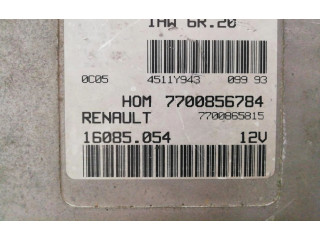 IAW 6R.20
0C05 4511Y943 099 93
HOM 7700856784
RENAULT 7700865815
16085.054 12V